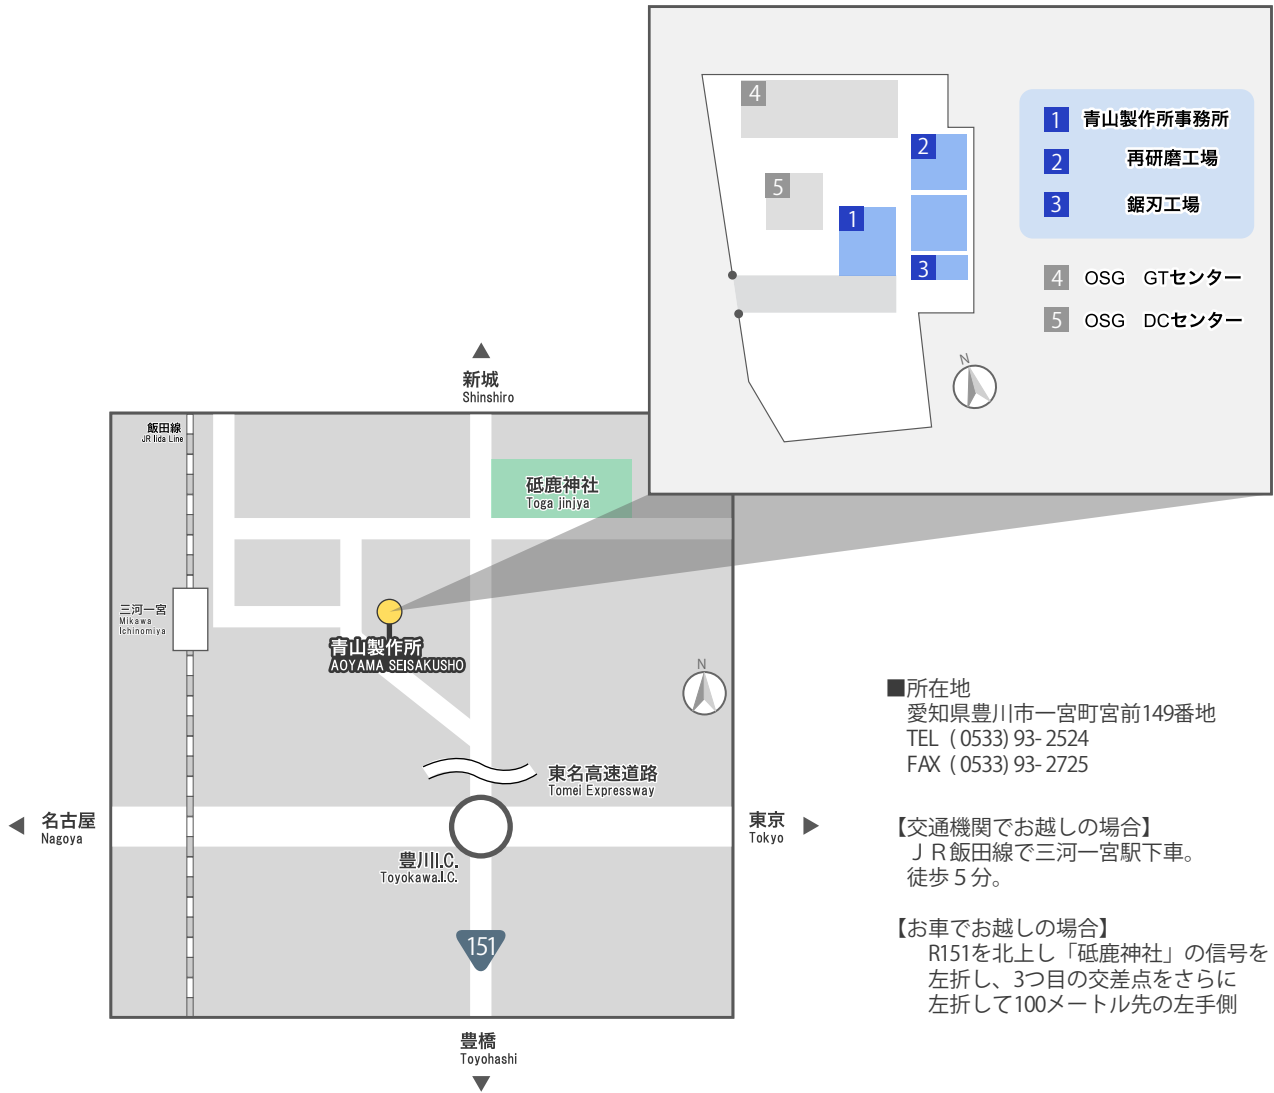 4
5
2
1
3
1 青山製作所事務所
2 再研磨工場
3 鋸刃工場
4 OSG GTセンター
5 OSG DCセンター
N
新城
Shinshiro
飯田線
JR Iida Line
砥鹿神社
Toga jinjya
三河一宮
Mikawa
Ichinomiya
青山製作所
AOYAMA SEISAKUSHO
N
東名高速道路
Tomei Expressway
名古屋
Nagoya
東京
Tokyo
豊川I.C.
Toyokawa.I.C.
151
豊橋
Toyohashi
■所在地
愛知県豊川市一宮町宮前149番地
TEL (0533) 93-2524
FAX (0533) 93-2725
【交通機関でお越しの場合】
ＪＲ飯田線で三河一宮駅下車。
徒歩５分。
【お車でお越しの場合】
R151を北上し「砥鹿神社」の信号を
左折し、3つ目の交差点をさらに
左折して100メートル先の左手側